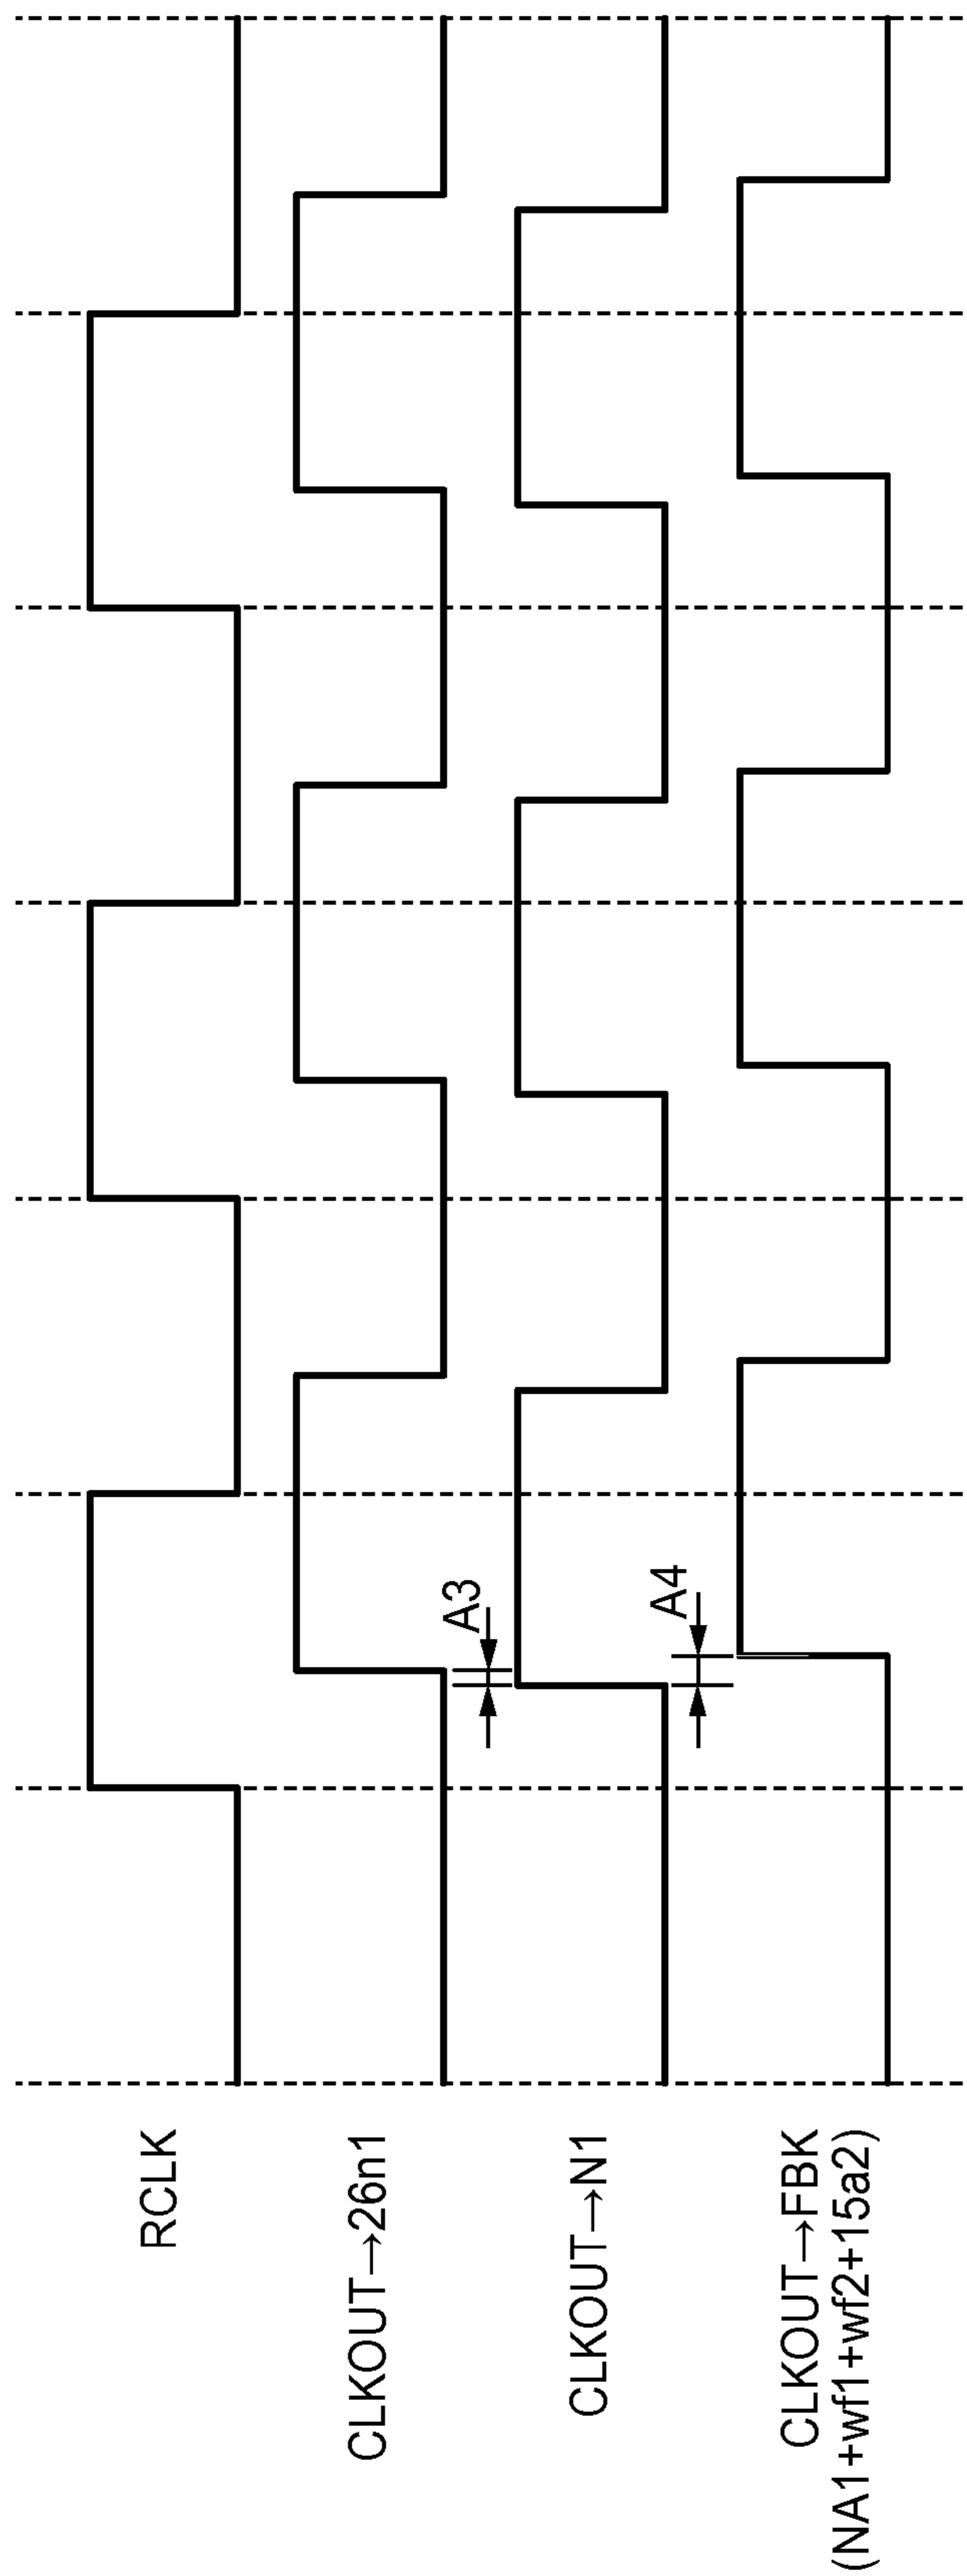 RCLK
CLKOUT→26n1
A3
CLKOUT→N1
A4
CLKOUT→FBK
(NA1+wf1+wf2+15a2)